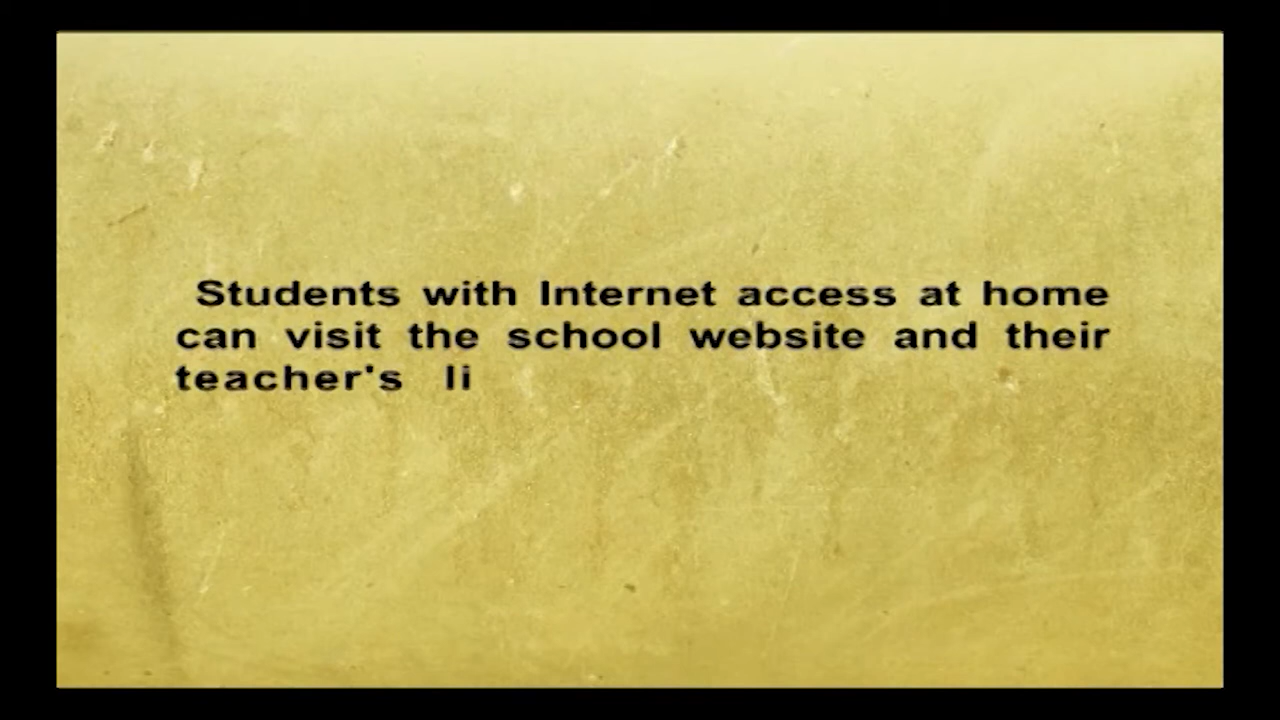 Students with Internet access at home
can visit the school website and their
teacher's li